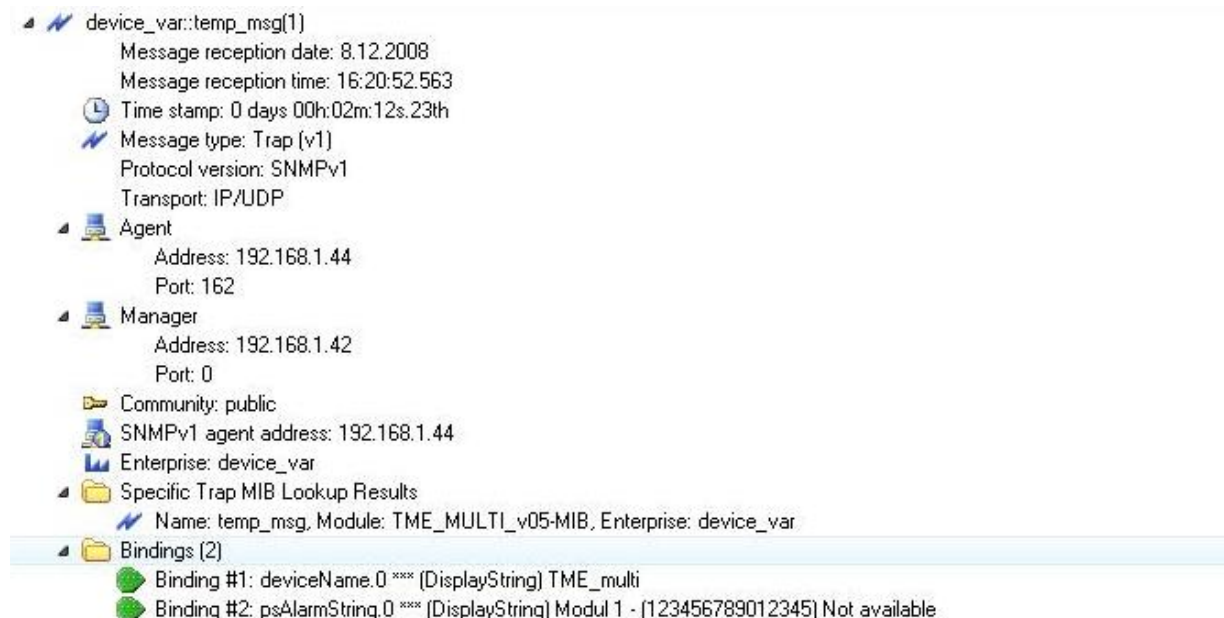 device_var::temp_msg(1)
Message reception date: 8.12.2008
Message reception time: 16:20:52.563
Time stamp: 0 days 00h:02m:12s.23th
Message type: Trap (v1)
Protocol version: SNMPv1
Transport: IP/UDP
Agent
Address: 192.168.1.44
Port: 162
Manager
Address: 192.168.1.42
Port: 0
Community: public
SNMPv1 agent address: 192.168.1.44
Enterprise: device_var
Specific Trap MIB Lookup Results
Name: temp_msg, Module: TME_MULTI_v05-MIB, Enterprise: device_var
Bindings (2)
Binding #1: deviceName.0 *** (DisplayString) TME_multi
Binding #2: psAlarmString.0 *** (DisplayString) Modul 1 - (123456789012345) Not available